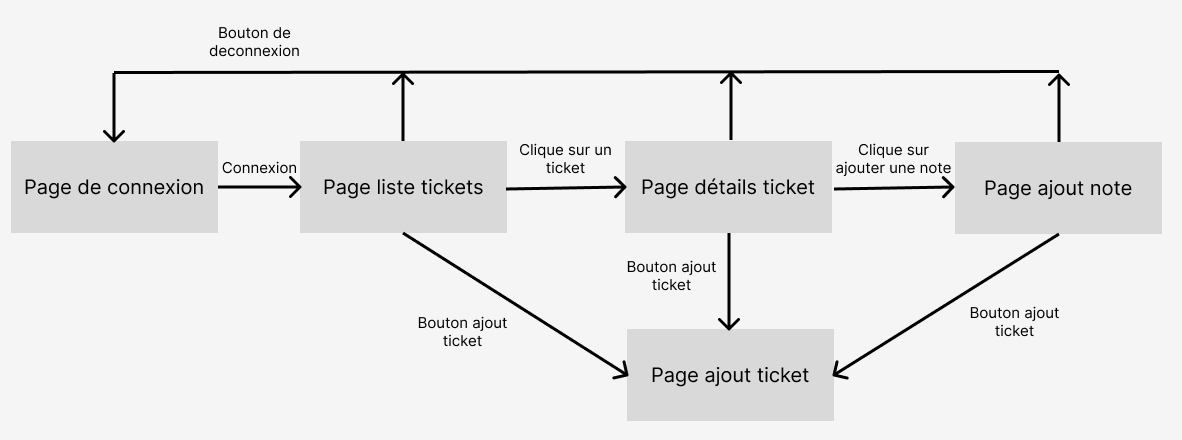 Bouton de
deconnexion
Page de connexion
Connexion
Page liste tickets
Clique sur un
ticket
Page détails ticket
Clique sur
ajouter une note
Page ajout note
Bouton ajout
ticket
Bouton ajout
ticket
Bouton ajout
ticket
Page ajout ticket